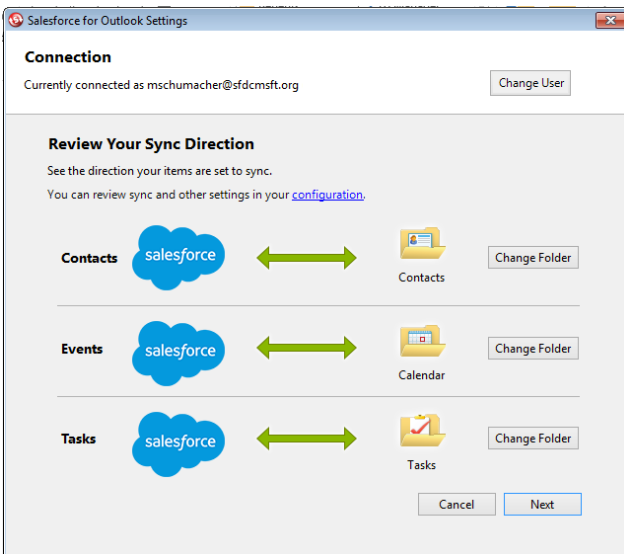 Salesforce for Outlook Settings
Connection
Currently connected as mschumacher@sfdcmsft.org
Change User
Review Your Sync Direction
See the direction your items are set to sync.
You can review sync and other settings in your configuration.
Contacts
salesforce
Contacts
Change Folder
Events
salesforce
Calendar
Change Folder
Tasks
salesforce
Tasks
Change Folder
Cancel
Next